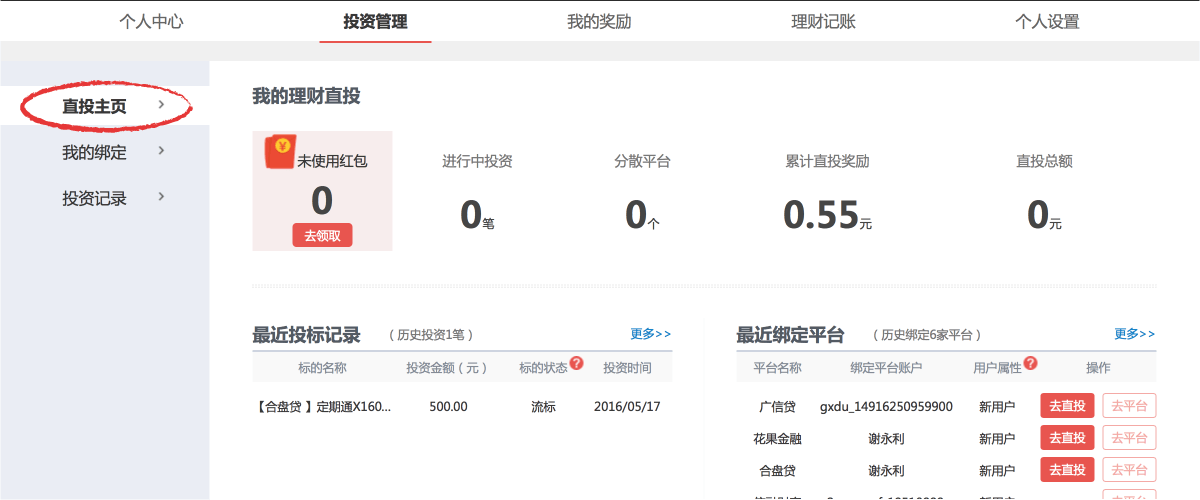 个人中心 投资管理 我的奖励 理财记账 个人设置
直投主页
我的绑定
投资记录
我的理财直投
未使用红包 进行中投资 分散平台 累计直投奖励 直投总额
0 0笔 0个 0.55元 0元
去领取
最近投标记录 （历史投资1笔） 更多>>
标的名称 投资金额（元） 标的状态 ? 投资时间
【合盘贷 】定期通X160... 500.00 流标 2016/05/17
最近绑定平台 （历史绑定6家平台） 更多>>
平台名称 绑定平台账户 用户属性 ? 操作
广信贷 gxdu_14916250959900 新用户 去直投 去平台
花果金融 谢永利 新用户 去直投 去平台
合盘贷 谢永利 新用户 去直投 去平台